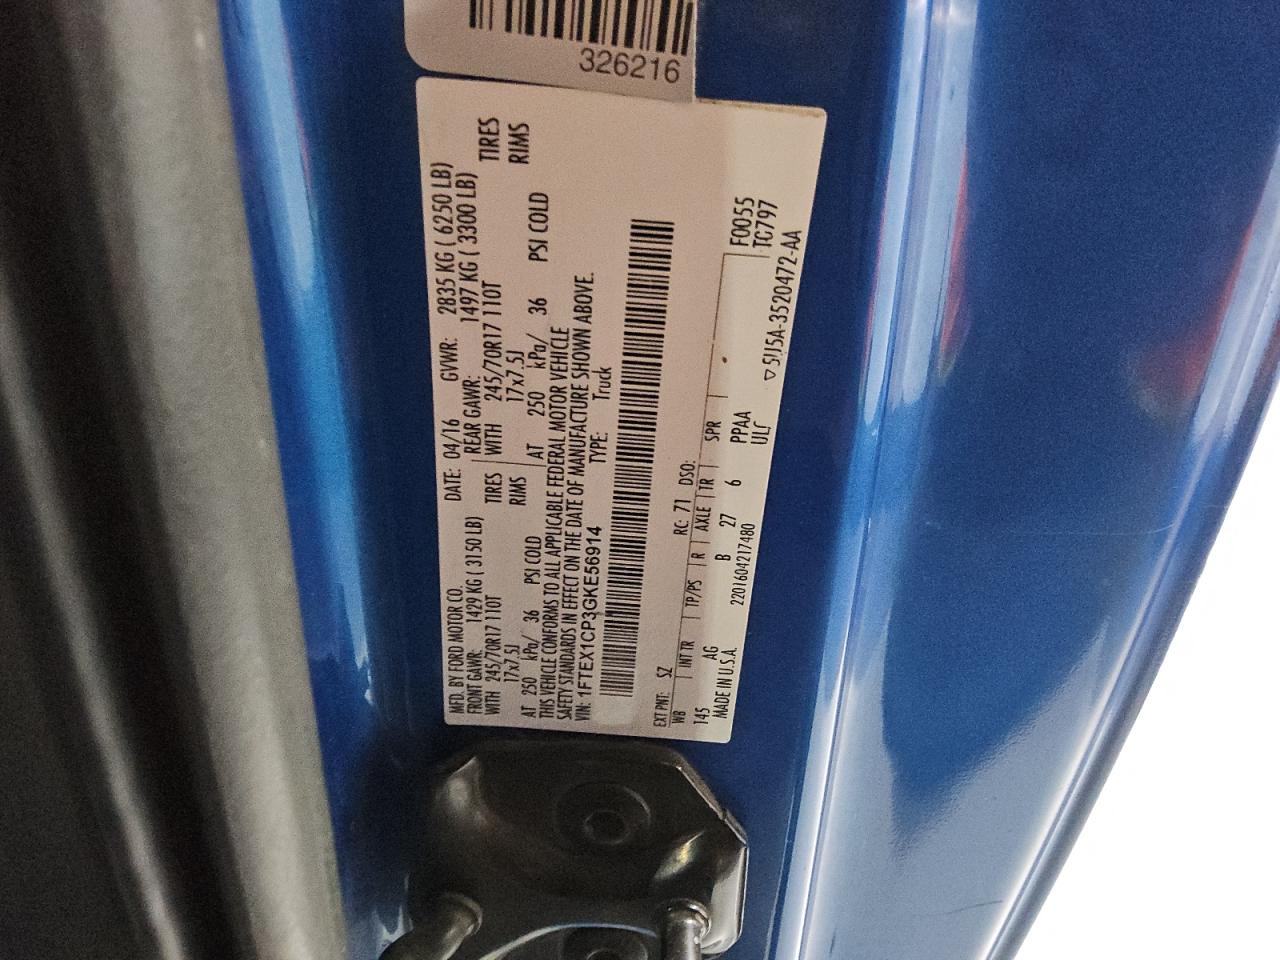 326216
MFD. BY FORD MOTOR CO. DATE: 04/16 GVWR: 2835 KG ( 6250 LB)
FRONT GAWR: 1429 KG ( 3150 LB) REAR GAWR: 1497 KG ( 3300 LB)
WITH 245/70R17 110T TIRES WITH 245/70R17 110T TIRES
17x7.5J RIMS 17x7.5J RIMS
AT 250 kPa/ 36 PSI COLD AT 250 kPa/ 36 PSI COLD
THIS VEHICLE CONFORMS TO ALL APPLICABLE FEDERAL MOTOR VEHICLE
SAFETY STANDARDS IN EFFECT ON THE DATE OF MANUFACTURE SHOWN ABOVE.
VIN: 1FTEX1CP3GKE56914 TYPE: Truck
EXT PNT: SZ RC: 71 DSO:
WB INT TR TP/PS R AXLE TR SPR F0055
145 AG B 27 6 PPAA TC797
MADE IN U.S.A. 2201604217480 ULC 5U5A-3520472-AA